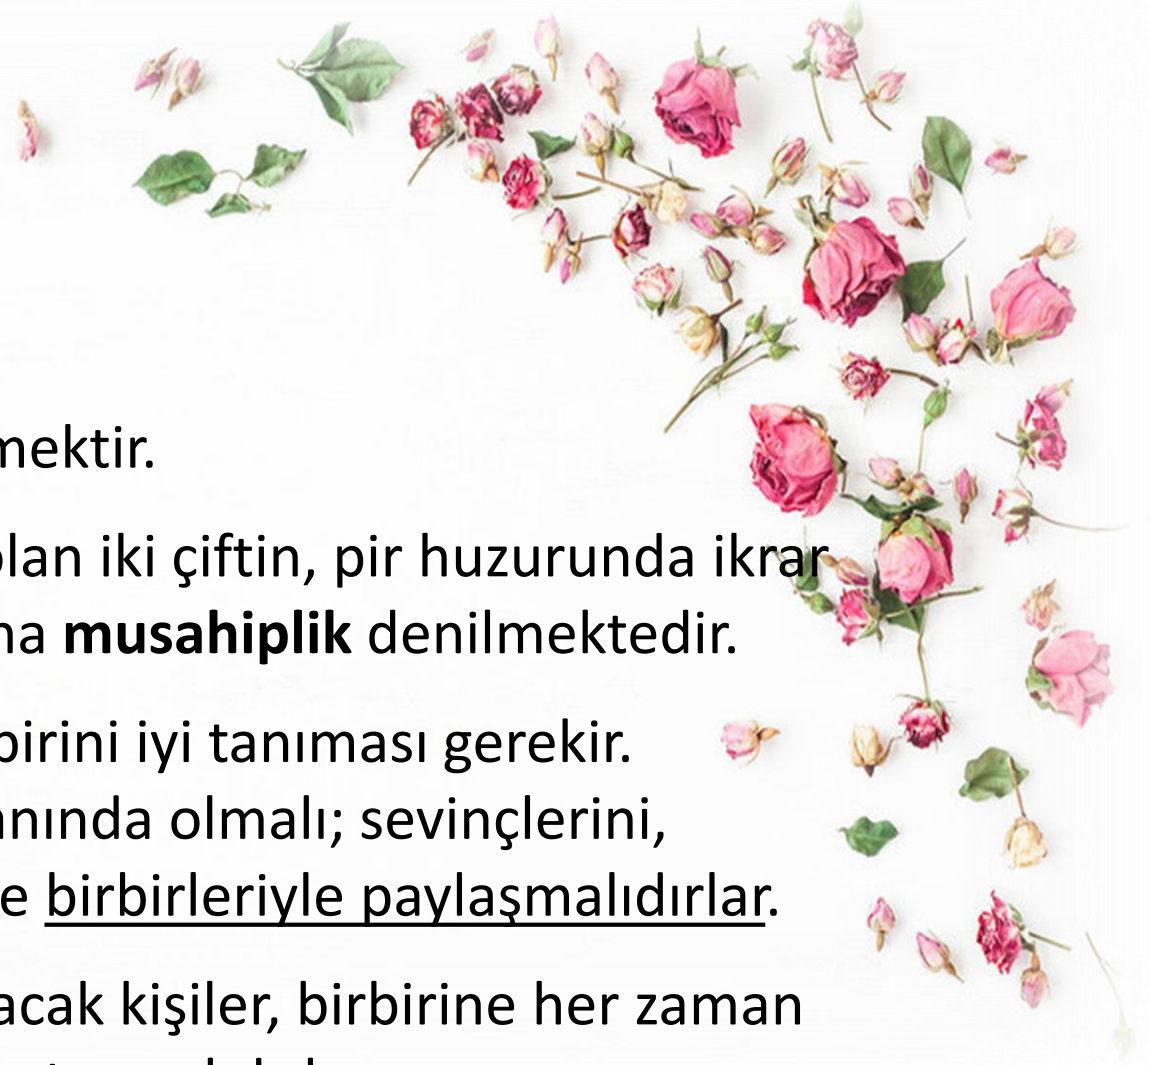 mektir.
olan iki çiftin, pir huzurunda ikrar
na musahiplik denilmektedir.
birini iyi tanıması gerekir.
anında olmalı; sevinçlerini,
e birbirleriyle paylaşmalıdırlar.
acak kişiler, birbirine her zaman